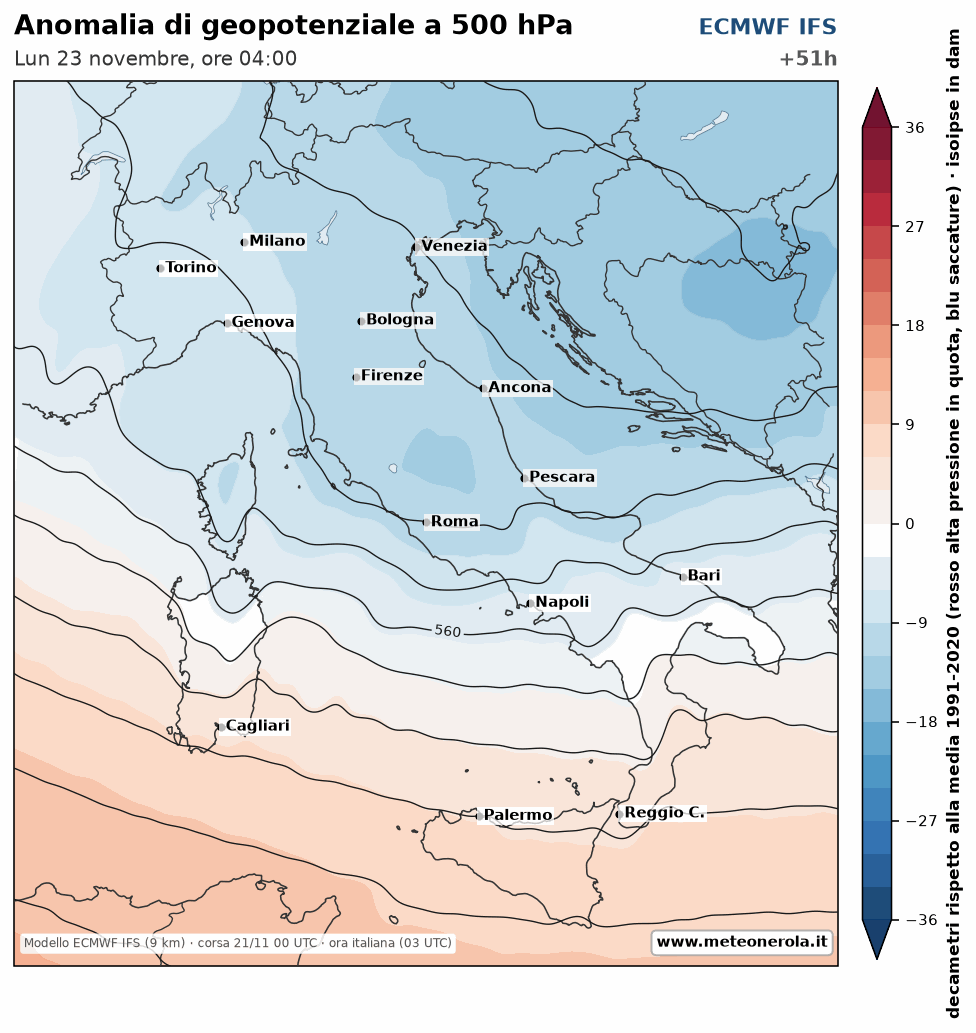 Anomalia di geopotenziale a 500 hPa
ECMWF IFS
Lun 23 novembre, ore 04:00
+51h
Milano
Venezia
Torino
Genova
Bologna
Firenze
Ancona
Pescara
Roma
Bari
Napoli
560
Cagliari
Palermo
Reggio C.
Modello ECMWF IFS (9 km) · corsa 21/11 00 UTC · ora italiana (03 UTC)
www.meteonerola.it
36
27
18
9
0
−9
−18
−27
−36
decametri rispetto alla media 1991-2020 (rosso alta pressione in quota, blu saccature) · isoipse in dam